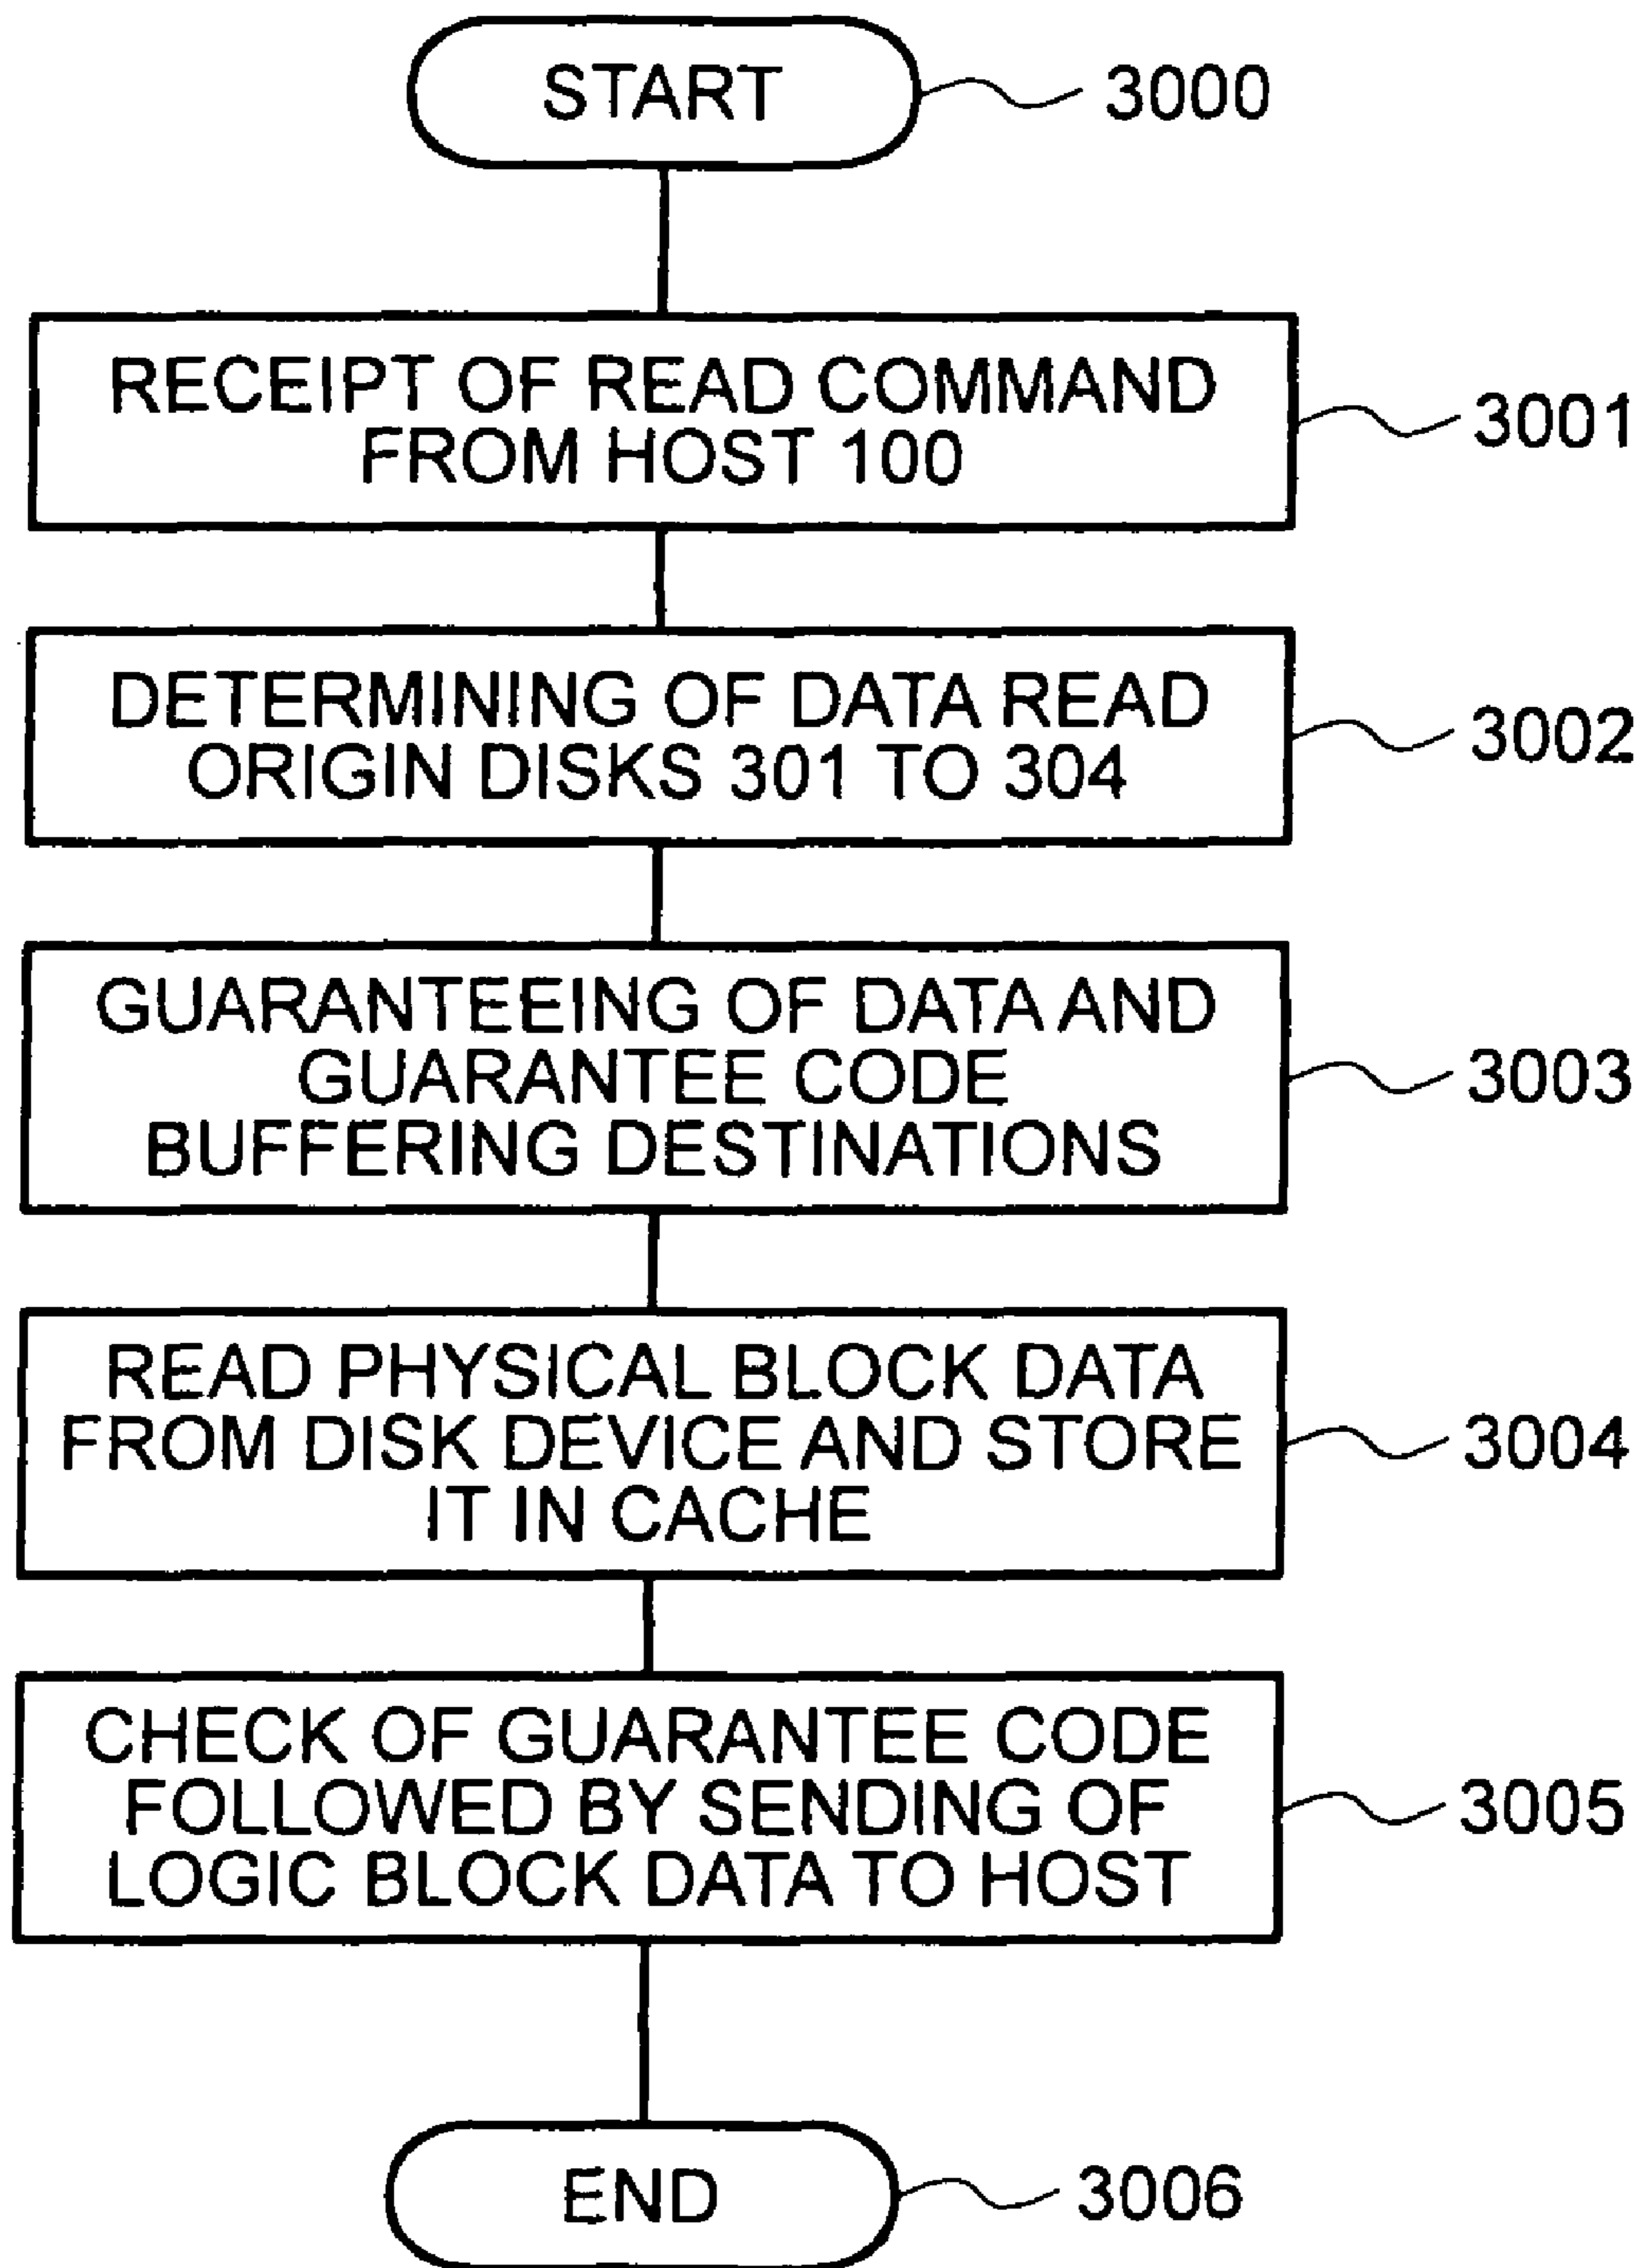 START
3000
RECEIPT OF READ COMMAND
FROM HOST 100
3001
DETERMINING OF DATA READ
ORIGIN DISKS 301 TO 304
3002
GUARANTEEING OF DATA AND
GUARANTEE CODE
BUFFERING DESTINATIONS
3003
READ PHYSICAL BLOCK DATA
FROM DISK DEVICE AND STORE
IT IN CACHE
3004
CHECK OF GUARANTEE CODE
FOLLOWED BY SENDING OF
LOGIC BLOCK DATA TO HOST
3005
END
3006